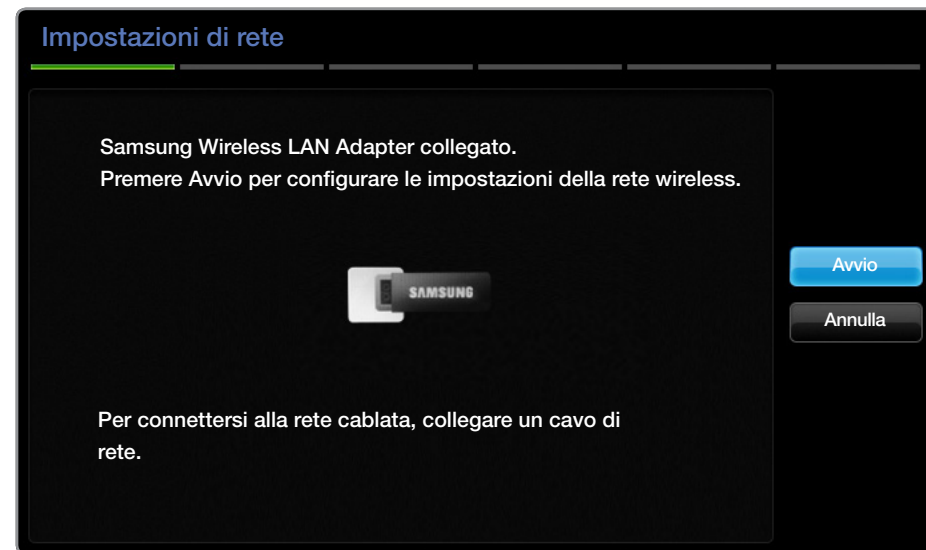 Impostazioni di rete
Samsung Wireless LAN Adapter collegato.
Premere Avvio per configurare le impostazioni della rete wireless.
SAMSUNG
Avvio
Annulla
Per connettersi alla rete cablata, collegare un cavo di
rete.